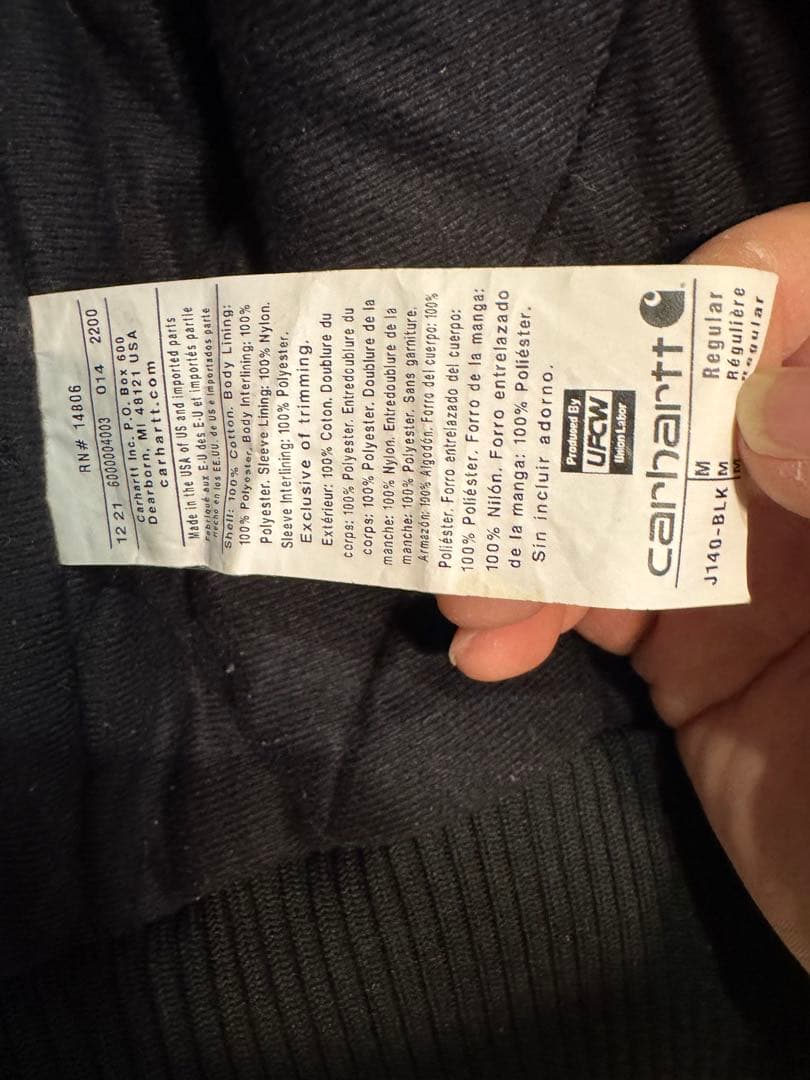 RN# 14806
12 21 6000004003 014 2200
Carhartt Inc. P.O. Box 600
Dearborn, MI 48121 USA
carhartt.com
Made in the USA of US and imported parts
Fabriqué aux E-U des E-U et importés partie
Hecho en los EE.UU. de US e importados parte
Shell: 100% Cotton. Body Lining:
100% Polyester, Body Interlining: 100%
Polyester. Sleeve Lining: 100% Nylon.
Sleeve Interlining: 100% Polyester.
Exclusive of trimming.
Extérieur: 100% Coton. Doublure du
corps: 100% Polyester. Entredoublure du
corps: 100% Polyester. Doublure de la
manche: 100% Nylon. Entredoublure de la
manche: 100% Polyester. Sans garniture.
Armazón: 100% Algodón. Forro del cuerpo: 100%
Poliéster. Forro entrelazado del cuerpo:
100% Poliéster. Forro de la manga:
100% Nilón. Forro entrelazado
de la manga: 100% Poliéster.
Sin incluir adorno.
Produced By
UFCW
Union Labor
carhartt
J140-BLK M Regular
M Régulière
M